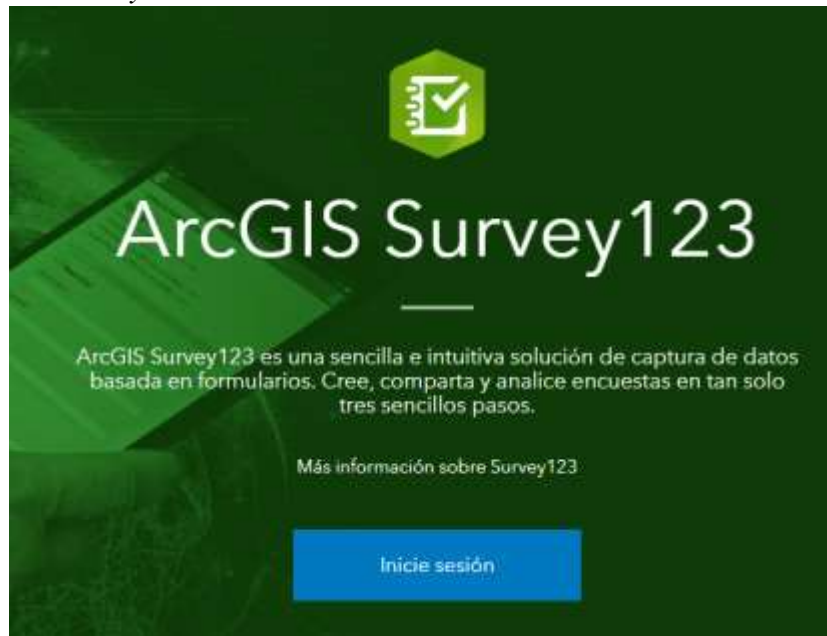 ArcGIS Survey123
ArcGIS Survey123 es una sencilla e intuitiva solución de captura de datos
basada en formularios. Cree, comparta y analice encuestas en tan solo
tres sencillos pasos.
Más información sobre Survey123
Inicie sesión